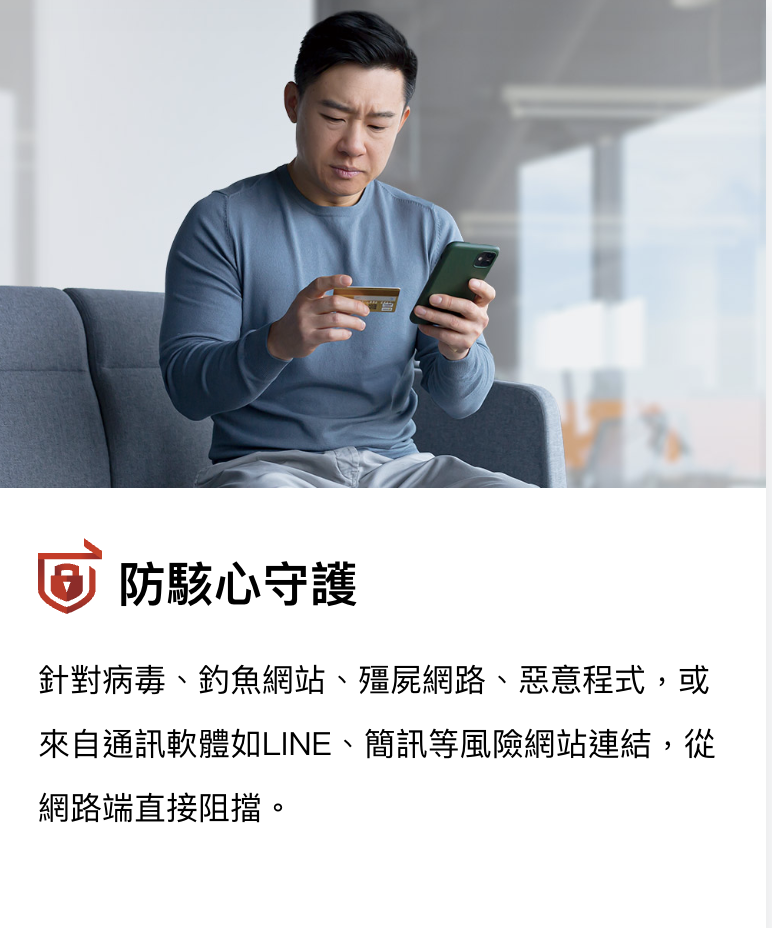 防駭心守護
針對病毒、釣魚網站、殭屍網路、惡意程式，或
來自通訊軟體如LINE、簡訊等風險網站連結，從
網路端直接阻擋。